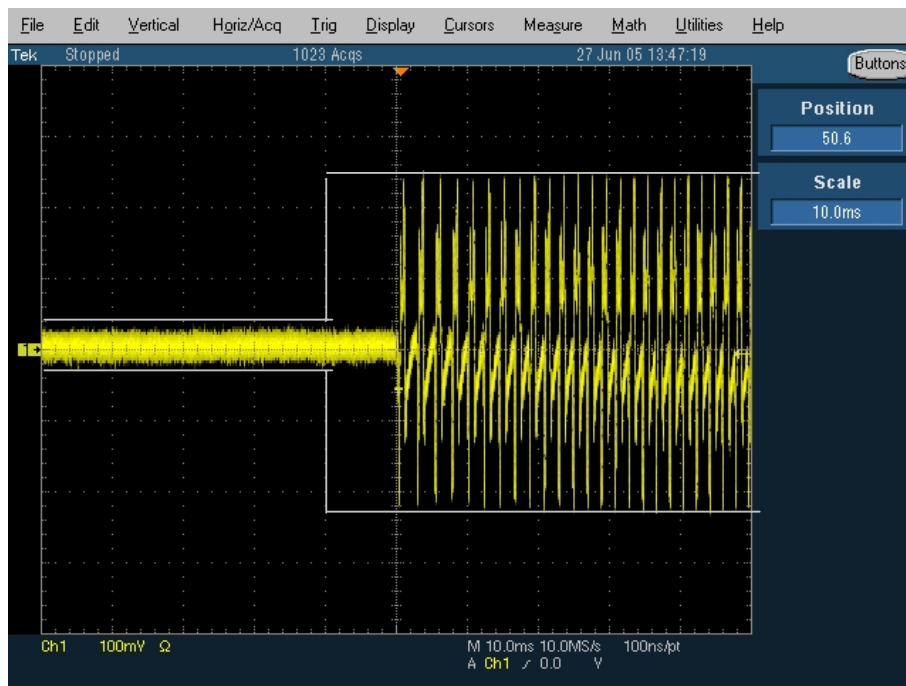 File Edit Vertical Horiz/Acq Trig Display Cursors Measure Math Utilities Help
Tek Stopped 1023 Acqs 27 Jun 05 13:47:19
Buttons
Position
50.6
Scale
10.0ms
1
Ch1 100mV Ω
M 10.0ms 10.0MS/s 100ns/pt
A Ch1 ∕ 0.0 V